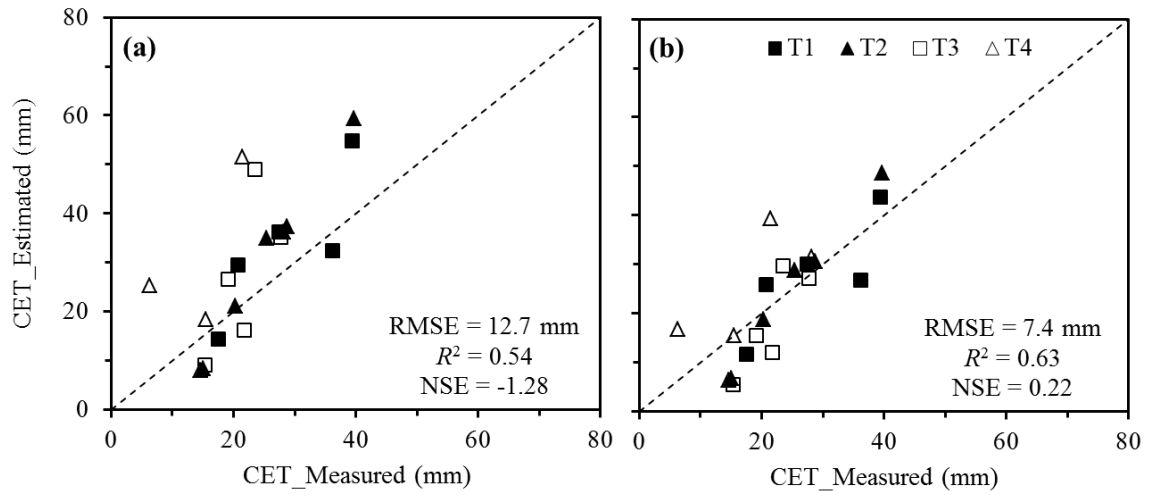 CET_Estimated (mm)
80
60
40
20
0
(a)
RMSE = 12.7 mm
R² = 0.54
NSE = -1.28
0 20 40 60 80
CET_Measured (mm)
(b)
T1 T2 T3 T4
RMSE = 7.4 mm
R² = 0.63
NSE = 0.22
0 20 40 60 80
CET_Measured (mm)